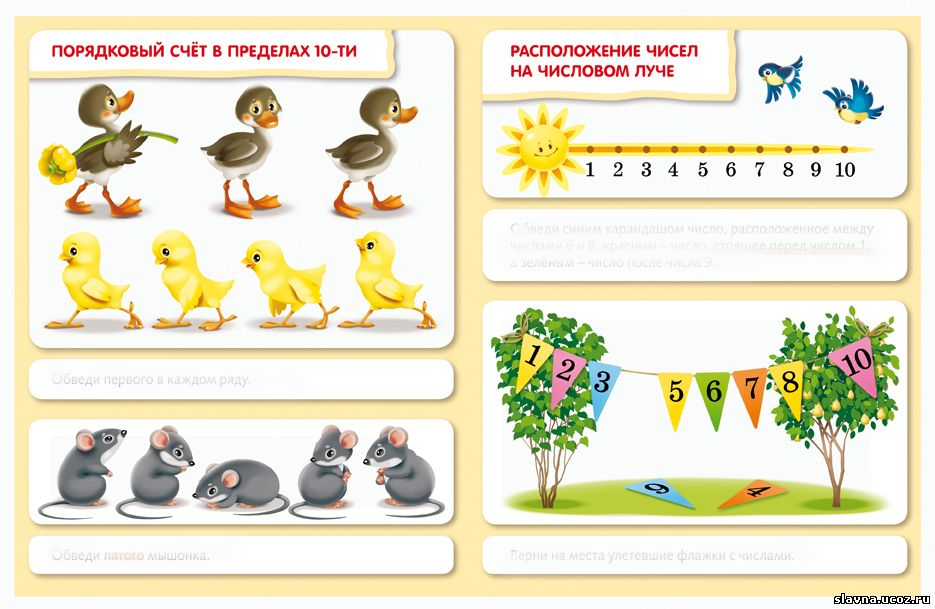 ПОРЯДКОВЫЙ СЧЁТ В ПРЕДЕЛАХ 10-ТИ
Обведи первого в каждом ряду.
Обведи пятого мышонка.
РАСПОЛОЖЕНИЕ ЧИСЕЛ
НА ЧИСЛОВОМ ЛУЧЕ
1 2 3 4 5 6 7 8 9 10
Обведи синим карандашом число, расположенное между
числами 6 и 8, красным – число, стоящее перед числом 1,
а зелёным – число после числа 9.
1 2 3 5 6 7 8 10
9 4
Верни на места улетевшие флажки с числами.
slavna.ucoz.ru